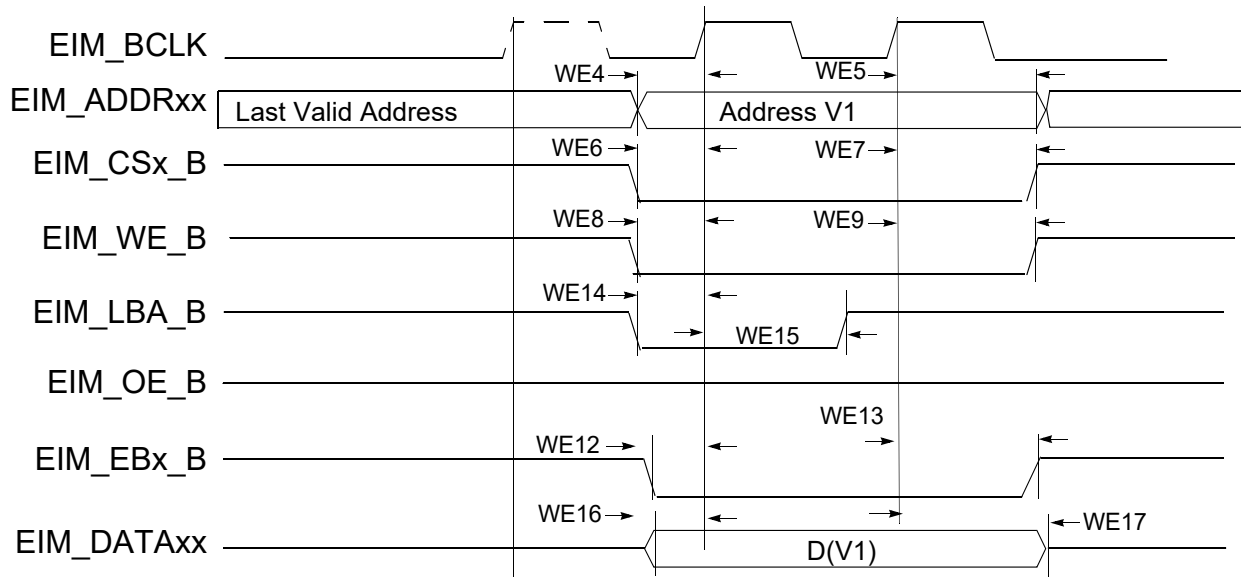 EIM_BCLK
WE4
WE5
EIM_ADDRxx
Last Valid Address
Address V1
WE6
WE7
EIM_CSx_B
WE8
WE9
EIM_WE_B
WE14
EIM_LBA_B
WE15
EIM_OE_B
WE13
WE12
EIM_EBx_B
WE16
WE17
EIM_DATAxx
D(V1)